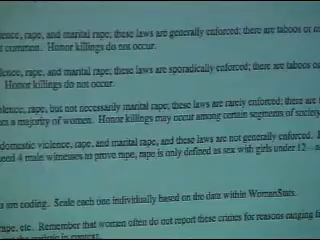 lence, rape, and marital rape; these laws are generally enforced; there are taboos or
common. Honor killings do not occur.
olence, rape, and marital rape; these laws are sporadically enforced; there are taboos or
Honor killings do not occur.
olence, rape, but not necessarily marital rape; these laws are rarely enforced; there are
a majority of women. Honor killings may occur among certain segments of society
domestic violence, rape, and marital rape, and these laws are not generally enforced.
need 4 male witnesses to prove rape, rape is only defined as sex with girls under 12
are coding. Scale each one individually based on the data within WomanStats.
rape, etc. Remember that women often do not report these crimes for reasons ranging